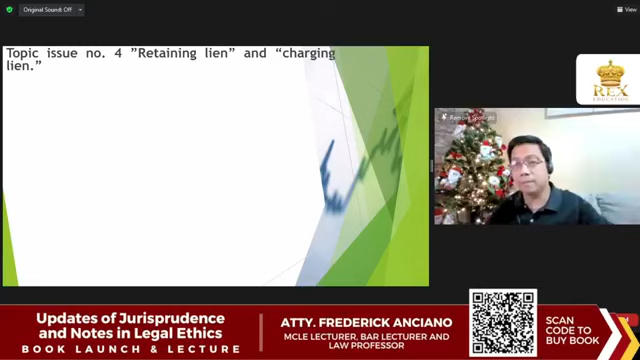 Original Sound: Off
View
Topic issue no. 4 ”Retaining lien” and “charging
lien.”
REX
EDUCATION
Remove Spotlight
Updates of Jurisprudence
and Notes in Legal Ethics
BOOK LAUNCH & LECTURE
ATTY. FREDERICK ANCIANO
MCLE LECTURER, BAR LECTURER AND
LAW PROFESSOR
SCAN
CODE TO
BUY BOOK